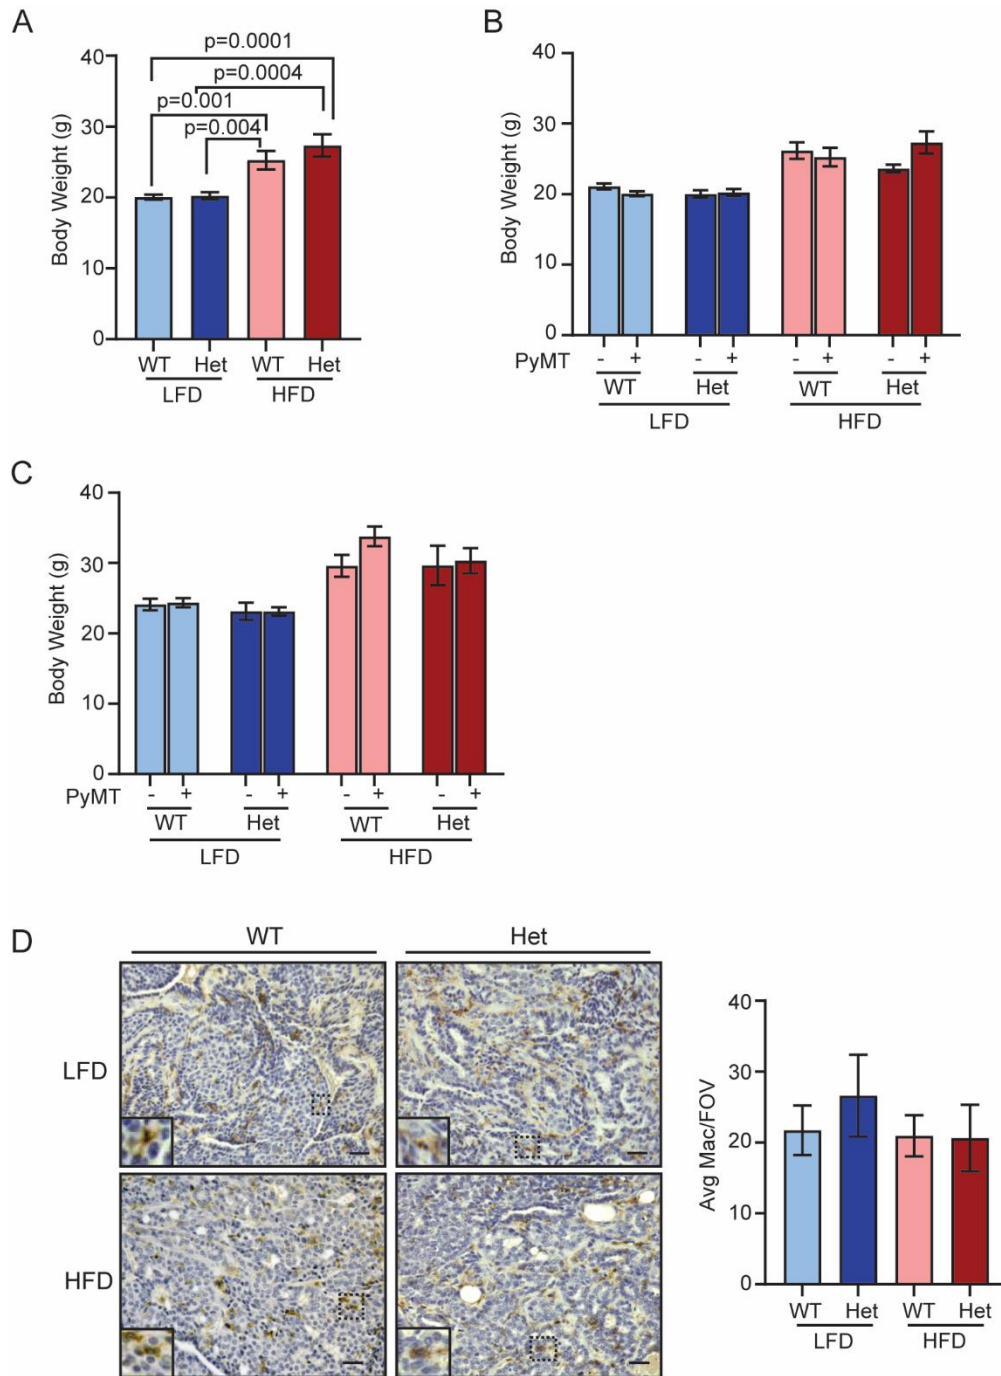 A
p=0.0001
p=0.0004
p=0.001
p=0.004
Body Weight (g)
40
30
20
10
0
WT Het WT Het
LFD HFD
B
Body Weight (g)
40
30
20
10
0
PyMT - + - + - + - +
WT Het WT Het
LFD HFD
C
Body Weight (g)
40
30
20
10
0
PyMT - + - + - + - +
WT Het WT Het
LFD HFD
D
WT Het
LFD
HFD
Avg Mac/FOV
40
30
20
10
0
WT Het WT Het
LFD HFD